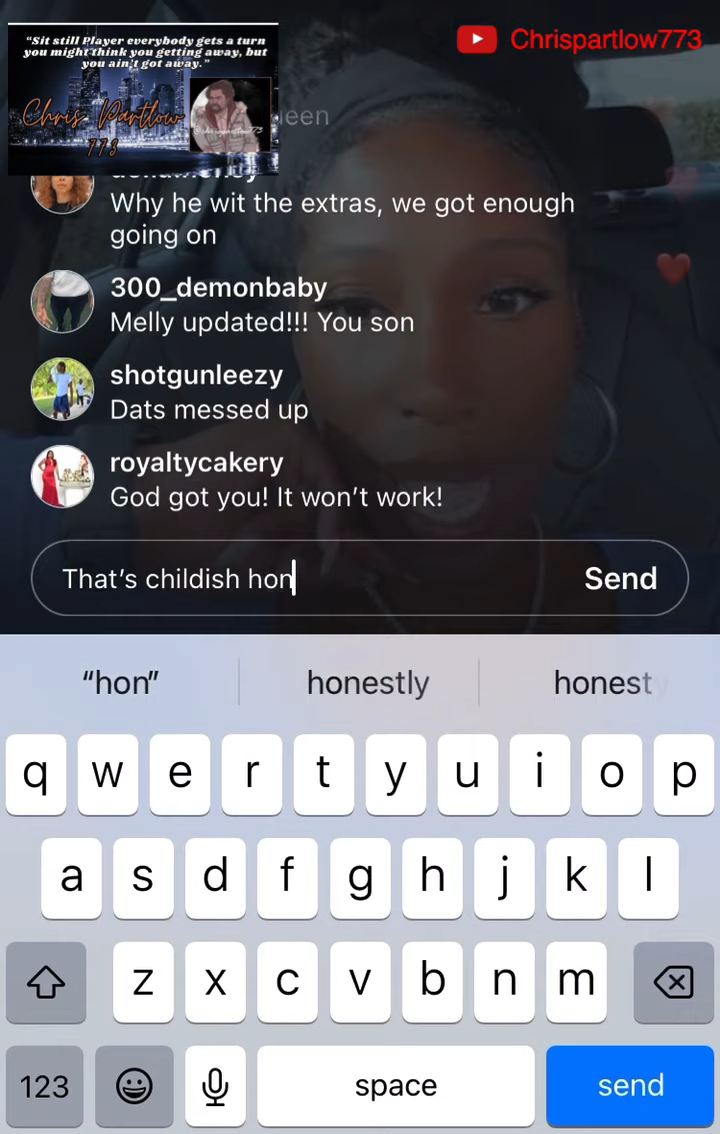 "Sit still Player everybody gets a turn
you might think you getting away, but
you ain't got away."
Chris Partlow
773
Chrispartlow773
Why he wit the extras, we got enough
going on
300_demonbaby
Melly updated!!! You son
shotgunleezy
Dats messed up
royaltycakery
God got you! It won't work!
That's childish hon
Send
"hon"
honestly
honest
q w e r t y u i o p
a s d f g h j k l
z x c v b n m
123
space
send